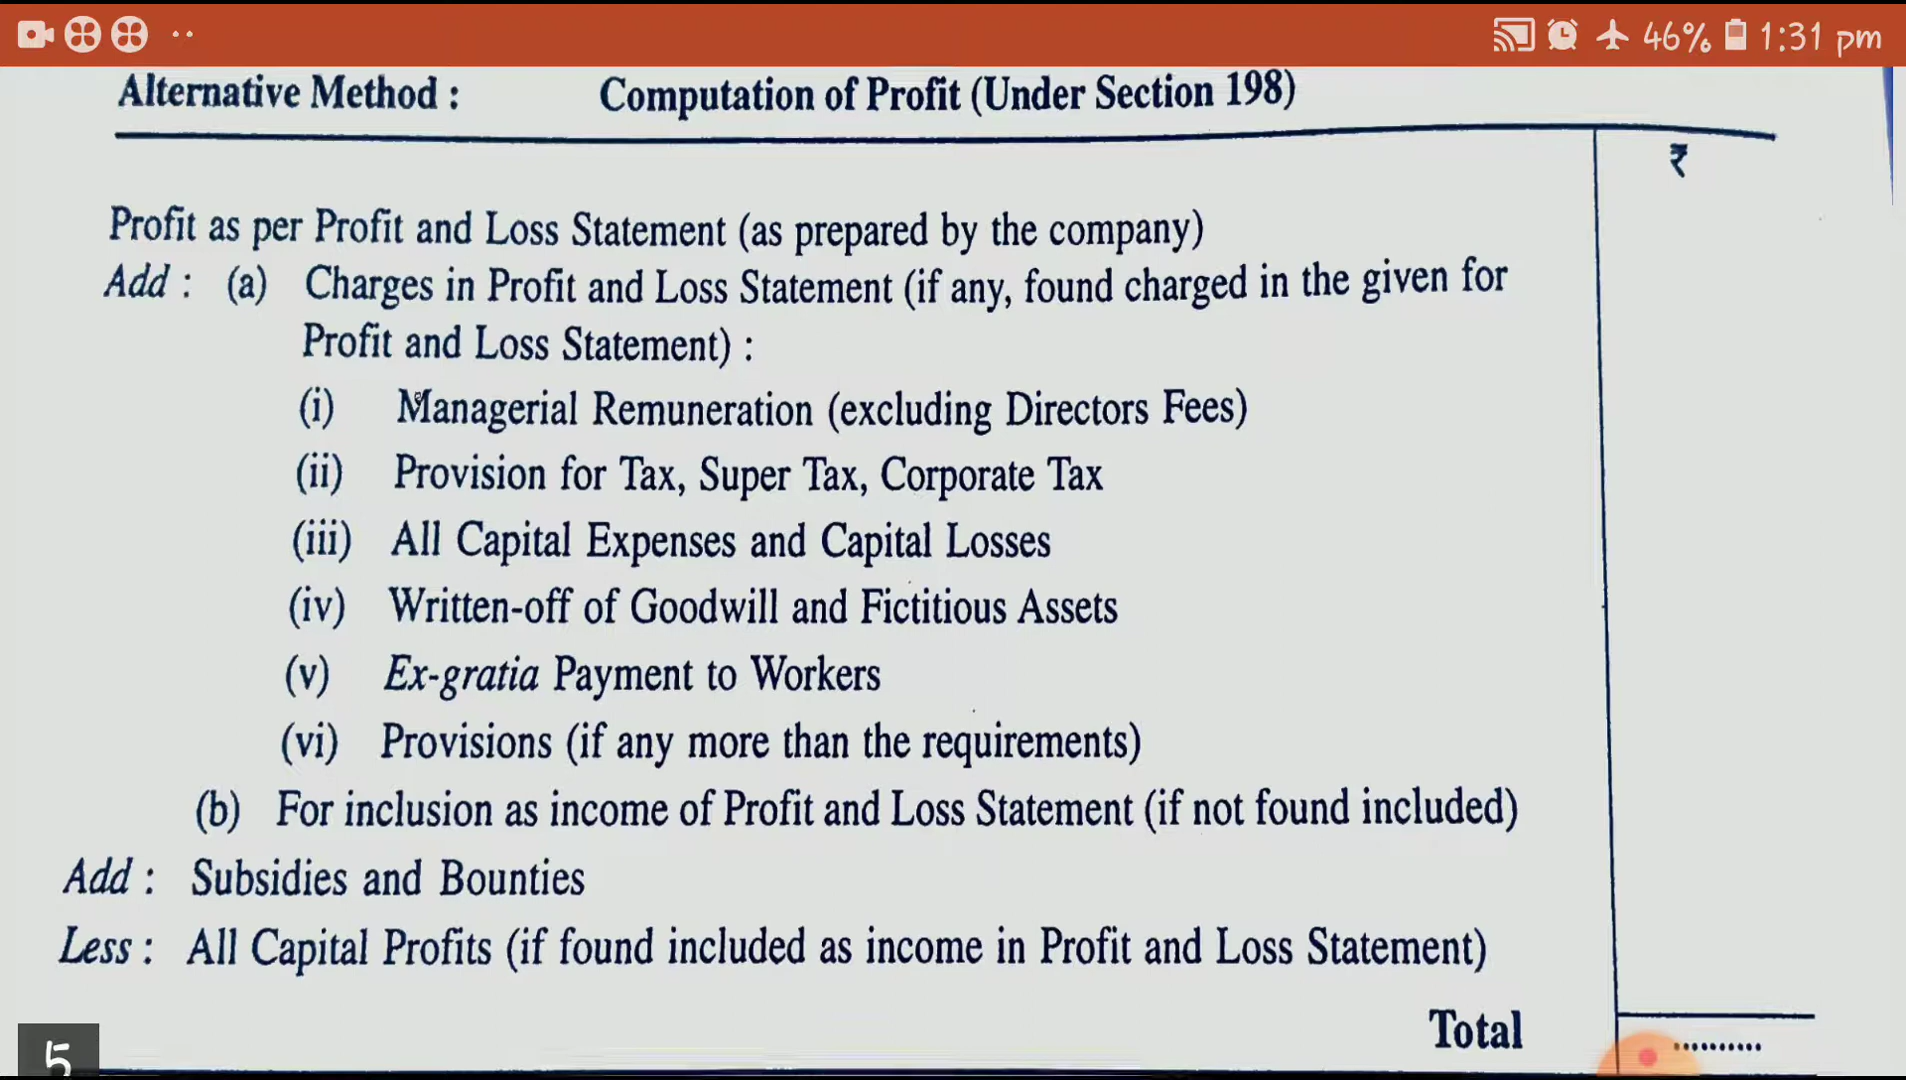 46% 1:31 pm
Alternative Method : Computation of Profit (Under Section 198)
₹
Profit as per Profit and Loss Statement (as prepared by the company)
Add : (a) Charges in Profit and Loss Statement (if any, found charged in the given for
Profit and Loss Statement) :
(i) Managerial Remuneration (excluding Directors Fees)
(ii) Provision for Tax, Super Tax, Corporate Tax
(iii) All Capital Expenses and Capital Losses
(iv) Written-off of Goodwill and Fictitious Assets
(v) Ex-gratia Payment to Workers
(vi) Provisions (if any more than the requirements)
(b) For inclusion as income of Profit and Loss Statement (if not found included)
Add : Subsidies and Bounties
Less : All Capital Profits (if found included as income in Profit and Loss Statement)
Total ..........
5